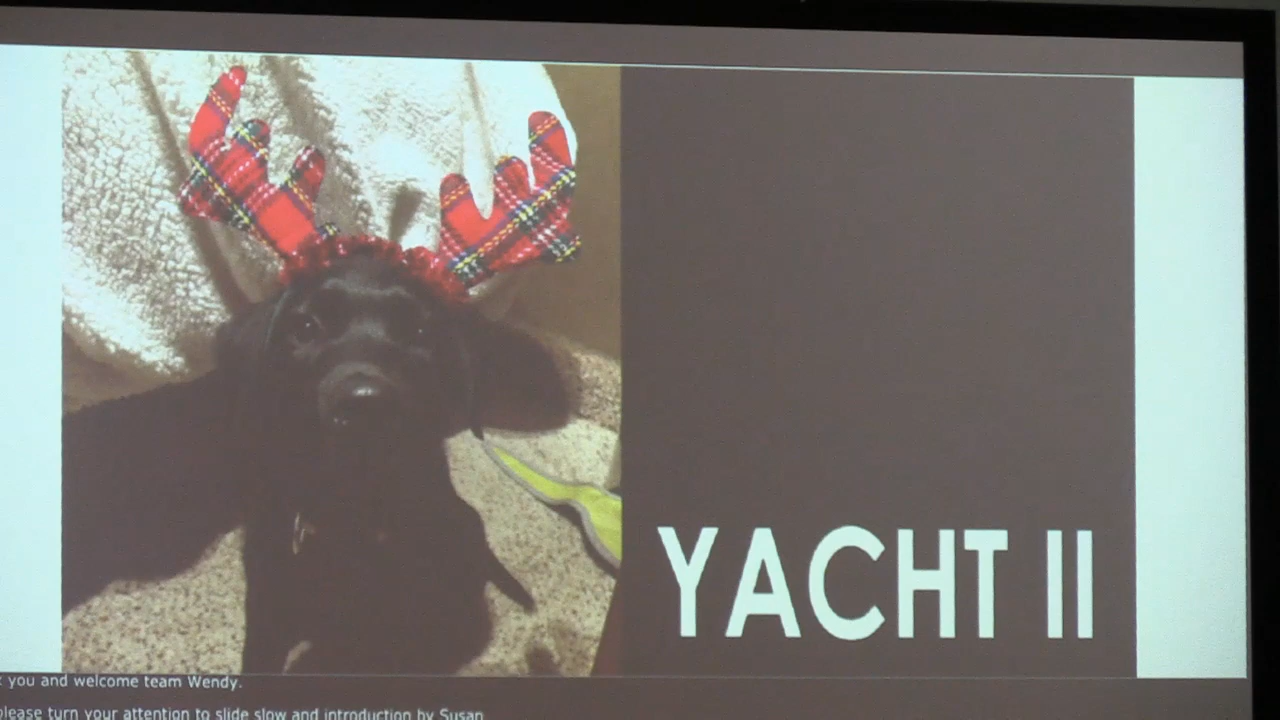 YACHT II
you and welcome team Wendy.
please turn your attention to slide slow and introduction by Susan